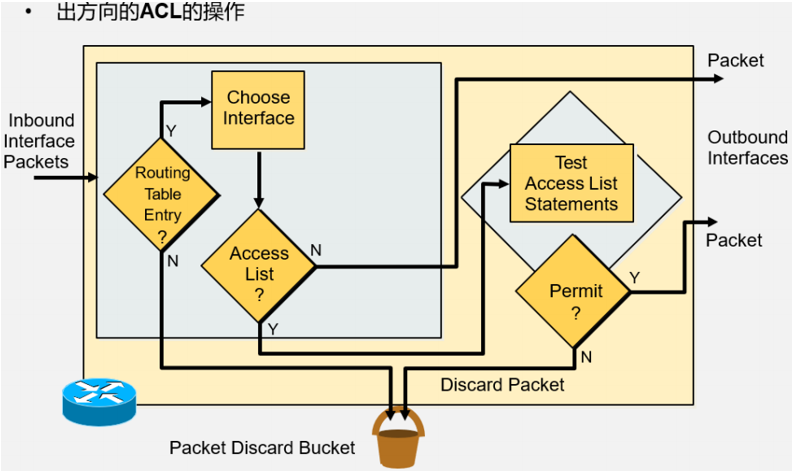 • 出方向的ACL的操作
Inbound
Interface
Packets
Choose
Interface
Y
Routing
Table
Entry
?
N
Access
List
?
N
Y
Test
Access List
Statements
Permit
?
Y
N
Packet
Outbound
Interfaces
Packet
Discard Packet
Packet Discard Bucket